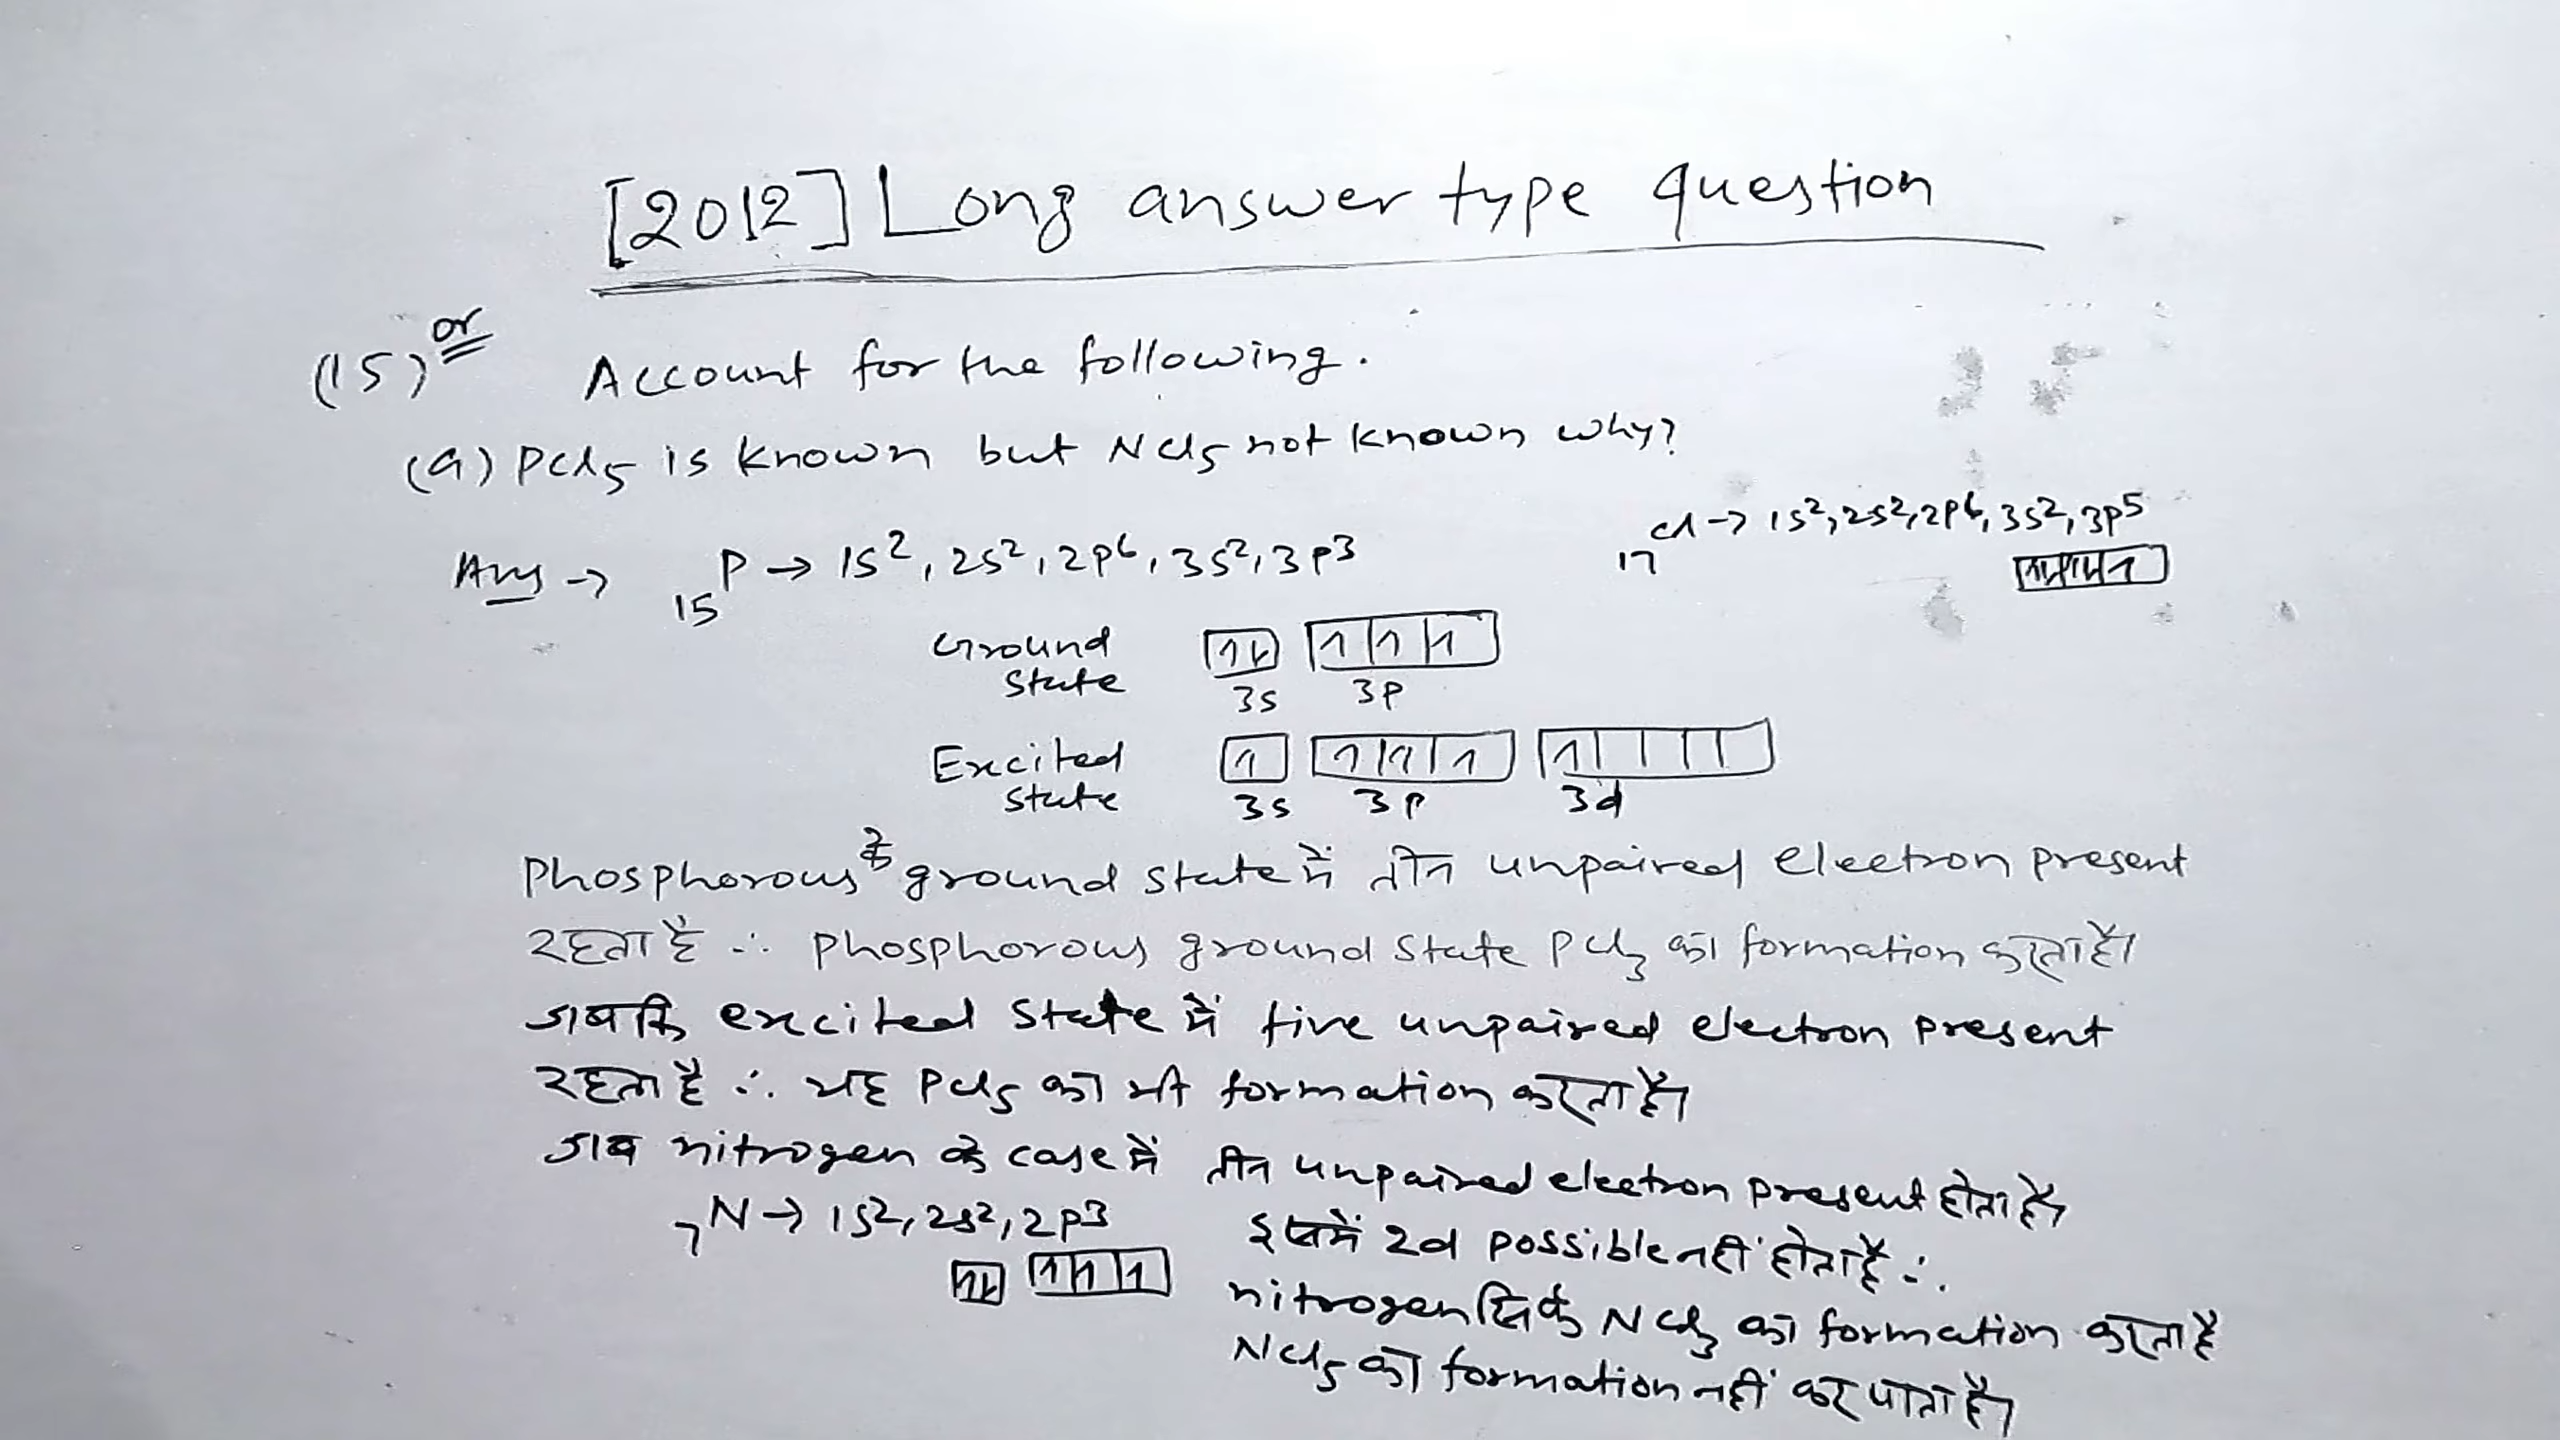 [2012] Long answer type question
(15) or Account for the following.
(a) PCl5 is known but NCl5 not known why?
Ans → 15P → 1s2, 2s2, 2p6, 3s2, 3p3
17Cl → 1s2, 2s2, 2p6, 3s2, 3p5
Ground
state
3s 3p
Excited
state
3s 3p 3d
Phosphorous के ground state में तीन unpaired electron present
रहता है ∴ phosphorous ground state PCl3 का formation करता है।
जबकि excited state में five unpaired electron present
रहता है ∴ यह PCl5 का भी formation करता है।
जब nitrogen के case में तीन unpaired electron present होता है।
7N → 1s2, 2s2, 2p3
इसमें 2d possible नहीं होता है ∴
nitrogen सिर्फ NCl3 का formation करता है
NCl5 का formation नहीं कर पाता है।